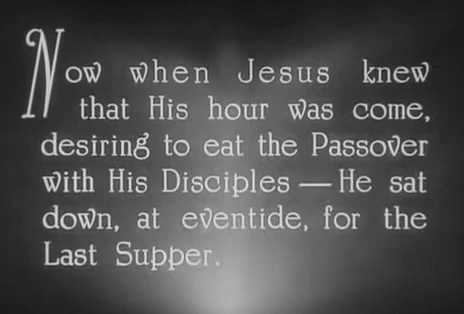 Now when Jesus knew
that His hour was come,
desiring to eat the Passover
with His Disciples — He sat
down, at eventide, for the
Last Supper.